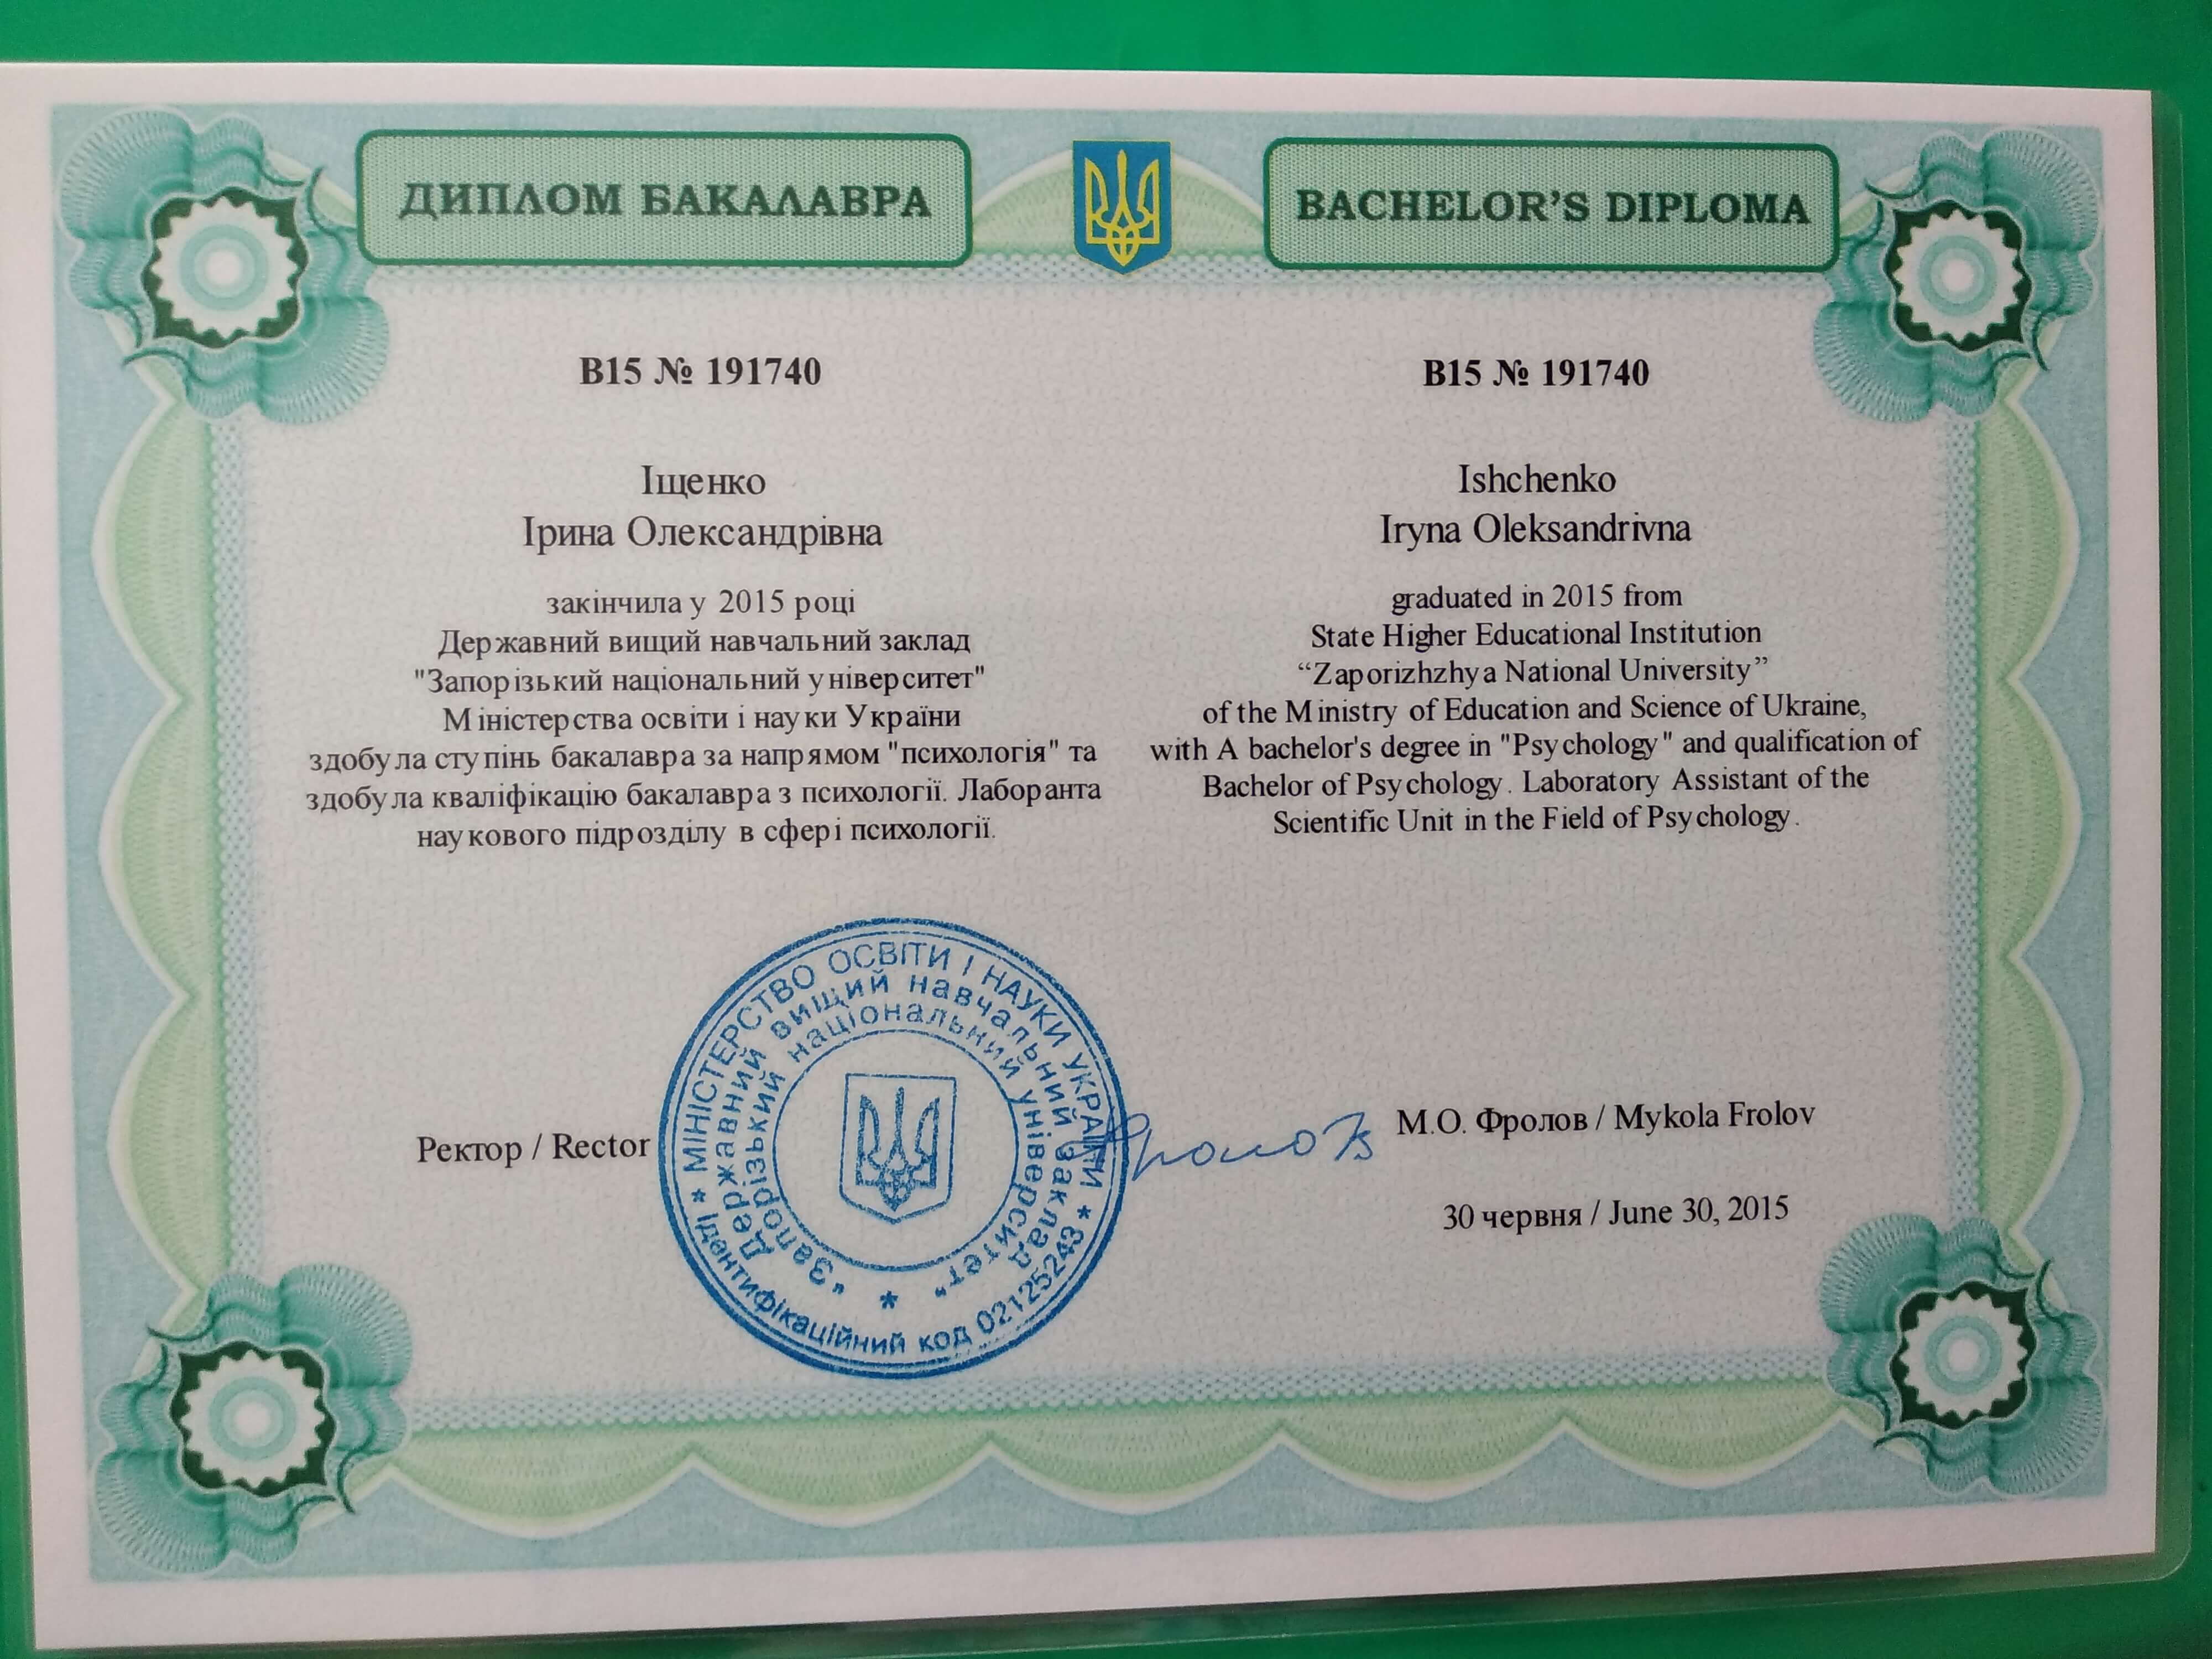 ДИПЛОМ БАКАЛАВРА
В15 № 191740
Іщенко
Ірина Олександрівна
закінчила у 2015 році
Державний вищий навчальний заклад
"Запорізький національний університет"
Міністерства освіти і науки України
здобула ступінь бакалавра за напрямом "психологія" та
здобула кваліфікацію бакалавра з психології. Лаборанта
наукового підрозділу в сфері психології.
BACHELOR'S DIPLOMA
B15 № 191740
Ishchenko
Iryna Oleksandrivna
graduated in 2015 from
State Higher Educational Institution
“Zaporizhzhya National University”
of the Ministry of Education and Science of Ukraine,
with A bachelor's degree in "Psychology" and qualification of
Bachelor of Psychology. Laboratory Assistant of the
Scientific Unit in the Field of Psychology.
Ректор / Rector
* МІНІСТЕРСТВО ОСВІТИ І НАУКИ УКРАЇНИ *
Ідентифікаційний код 02125243
Державний вищий навчальний заклад
*
"Запорізький національний університет"
М.О. Фролов / Mykola Frolov
30 червня / June 30, 2015